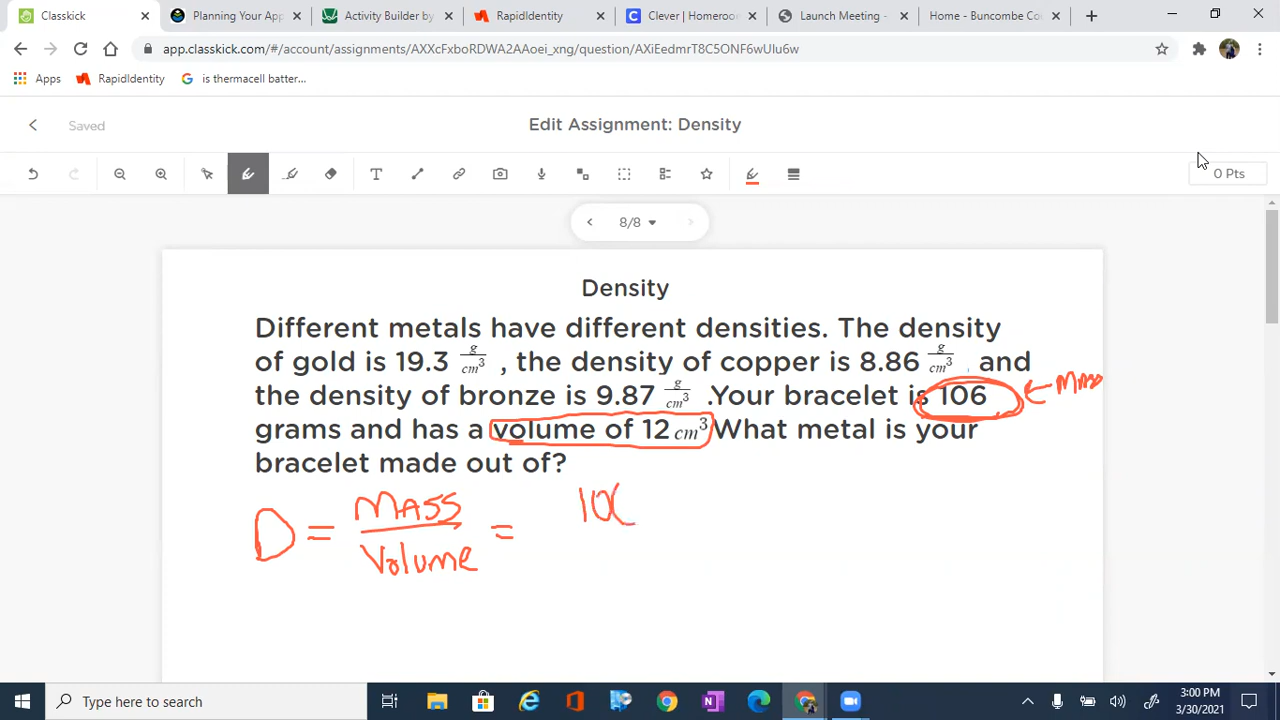 Classkick
Planning Your App
Activity Builder by
RapidIdentity
Clever | Homeroom
Launch Meeting -
Home - Buncombe Co
app.classkick.com/#/account/assignments/AXXcFxboRDWA2AAoei_xng/question/AXiEedmrT8C5ONF6wUIu6w
Apps
RapidIdentity
is thermacell batter...
Saved
Edit Assignment: Density
0 Pts
8/8
Density
Different metals have different densities. The density
of gold is 19.3 g/cm³ , the density of copper is 8.86 g/cm³ , and
the density of bronze is 9.87 g/cm³ .Your bracelet is 106 ← Mass
grams and has a volume of 12 cm³ What metal is your
bracelet made out of?
D = MASS/Volume =
Type here to search
3:00 PM
3/30/2021